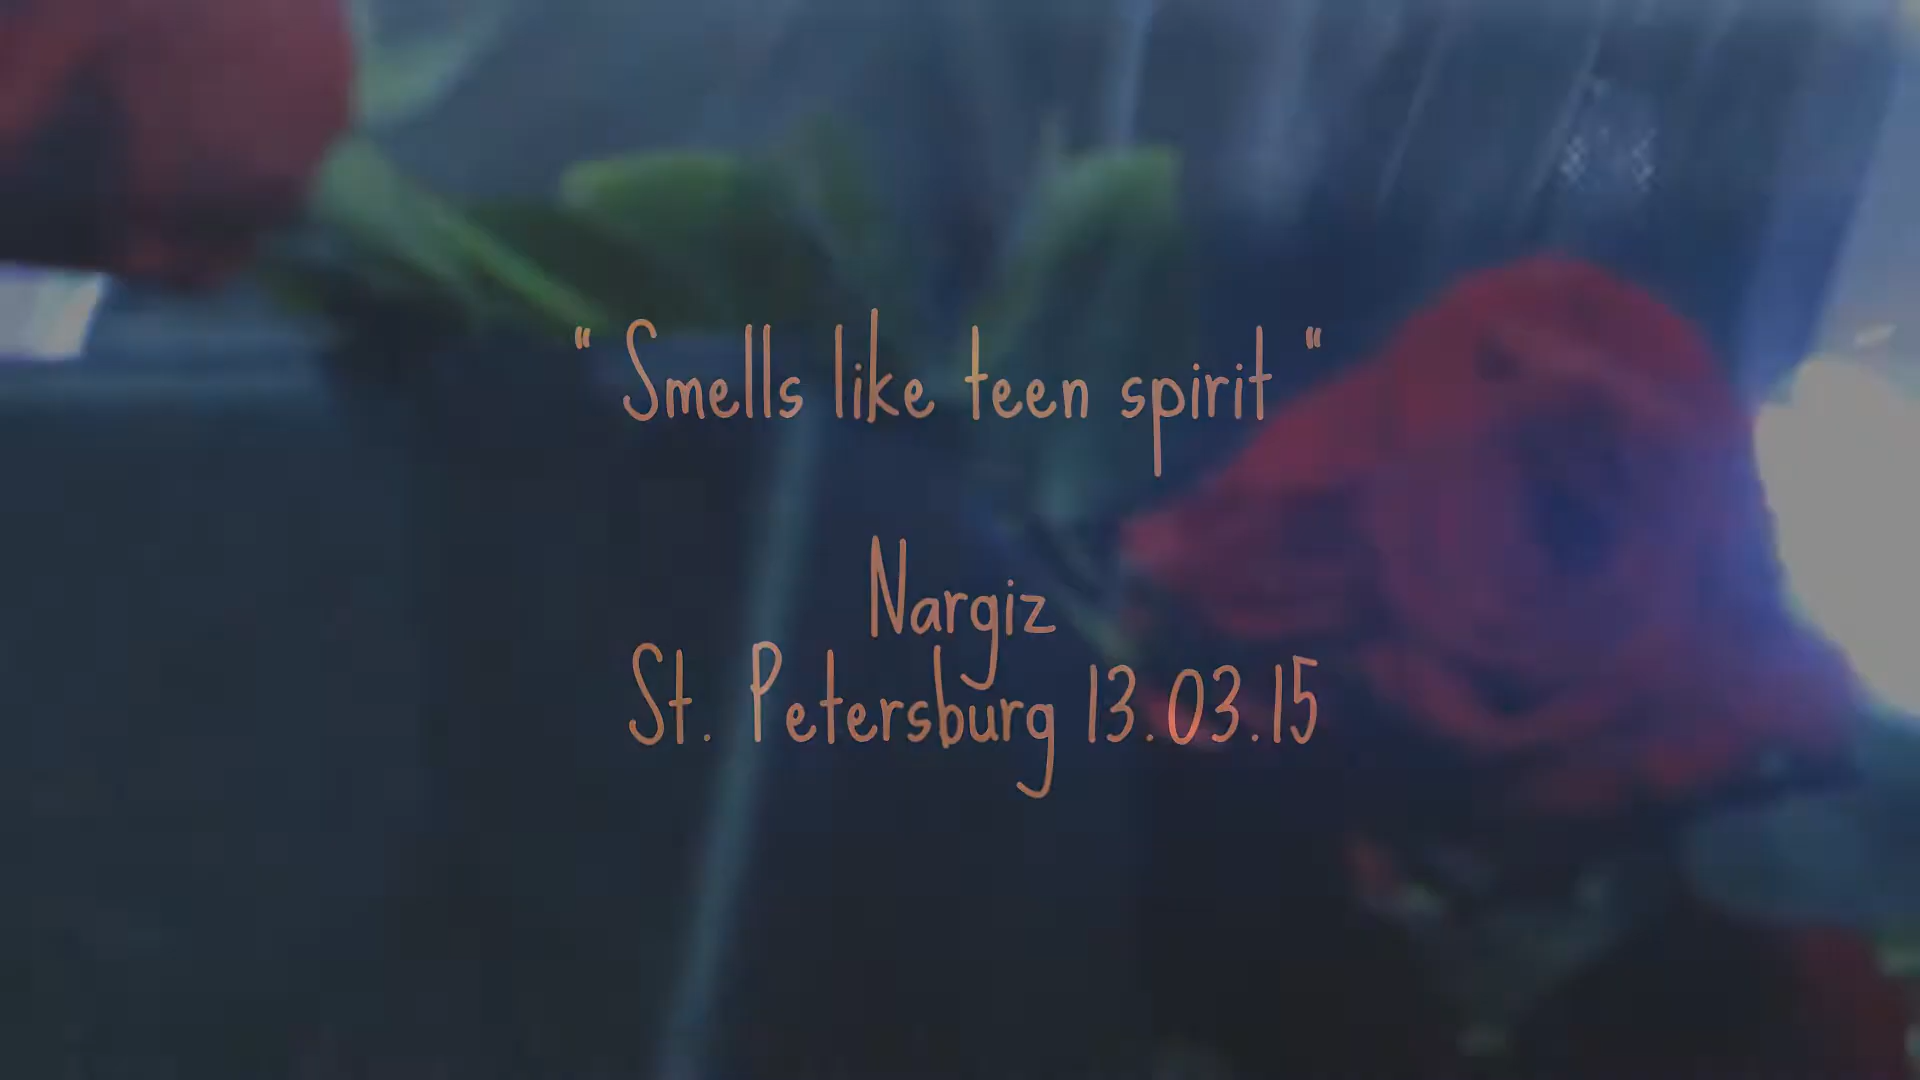 “ Smells like teen spirit “
Nargiz
St. Petersburg 13.03.15